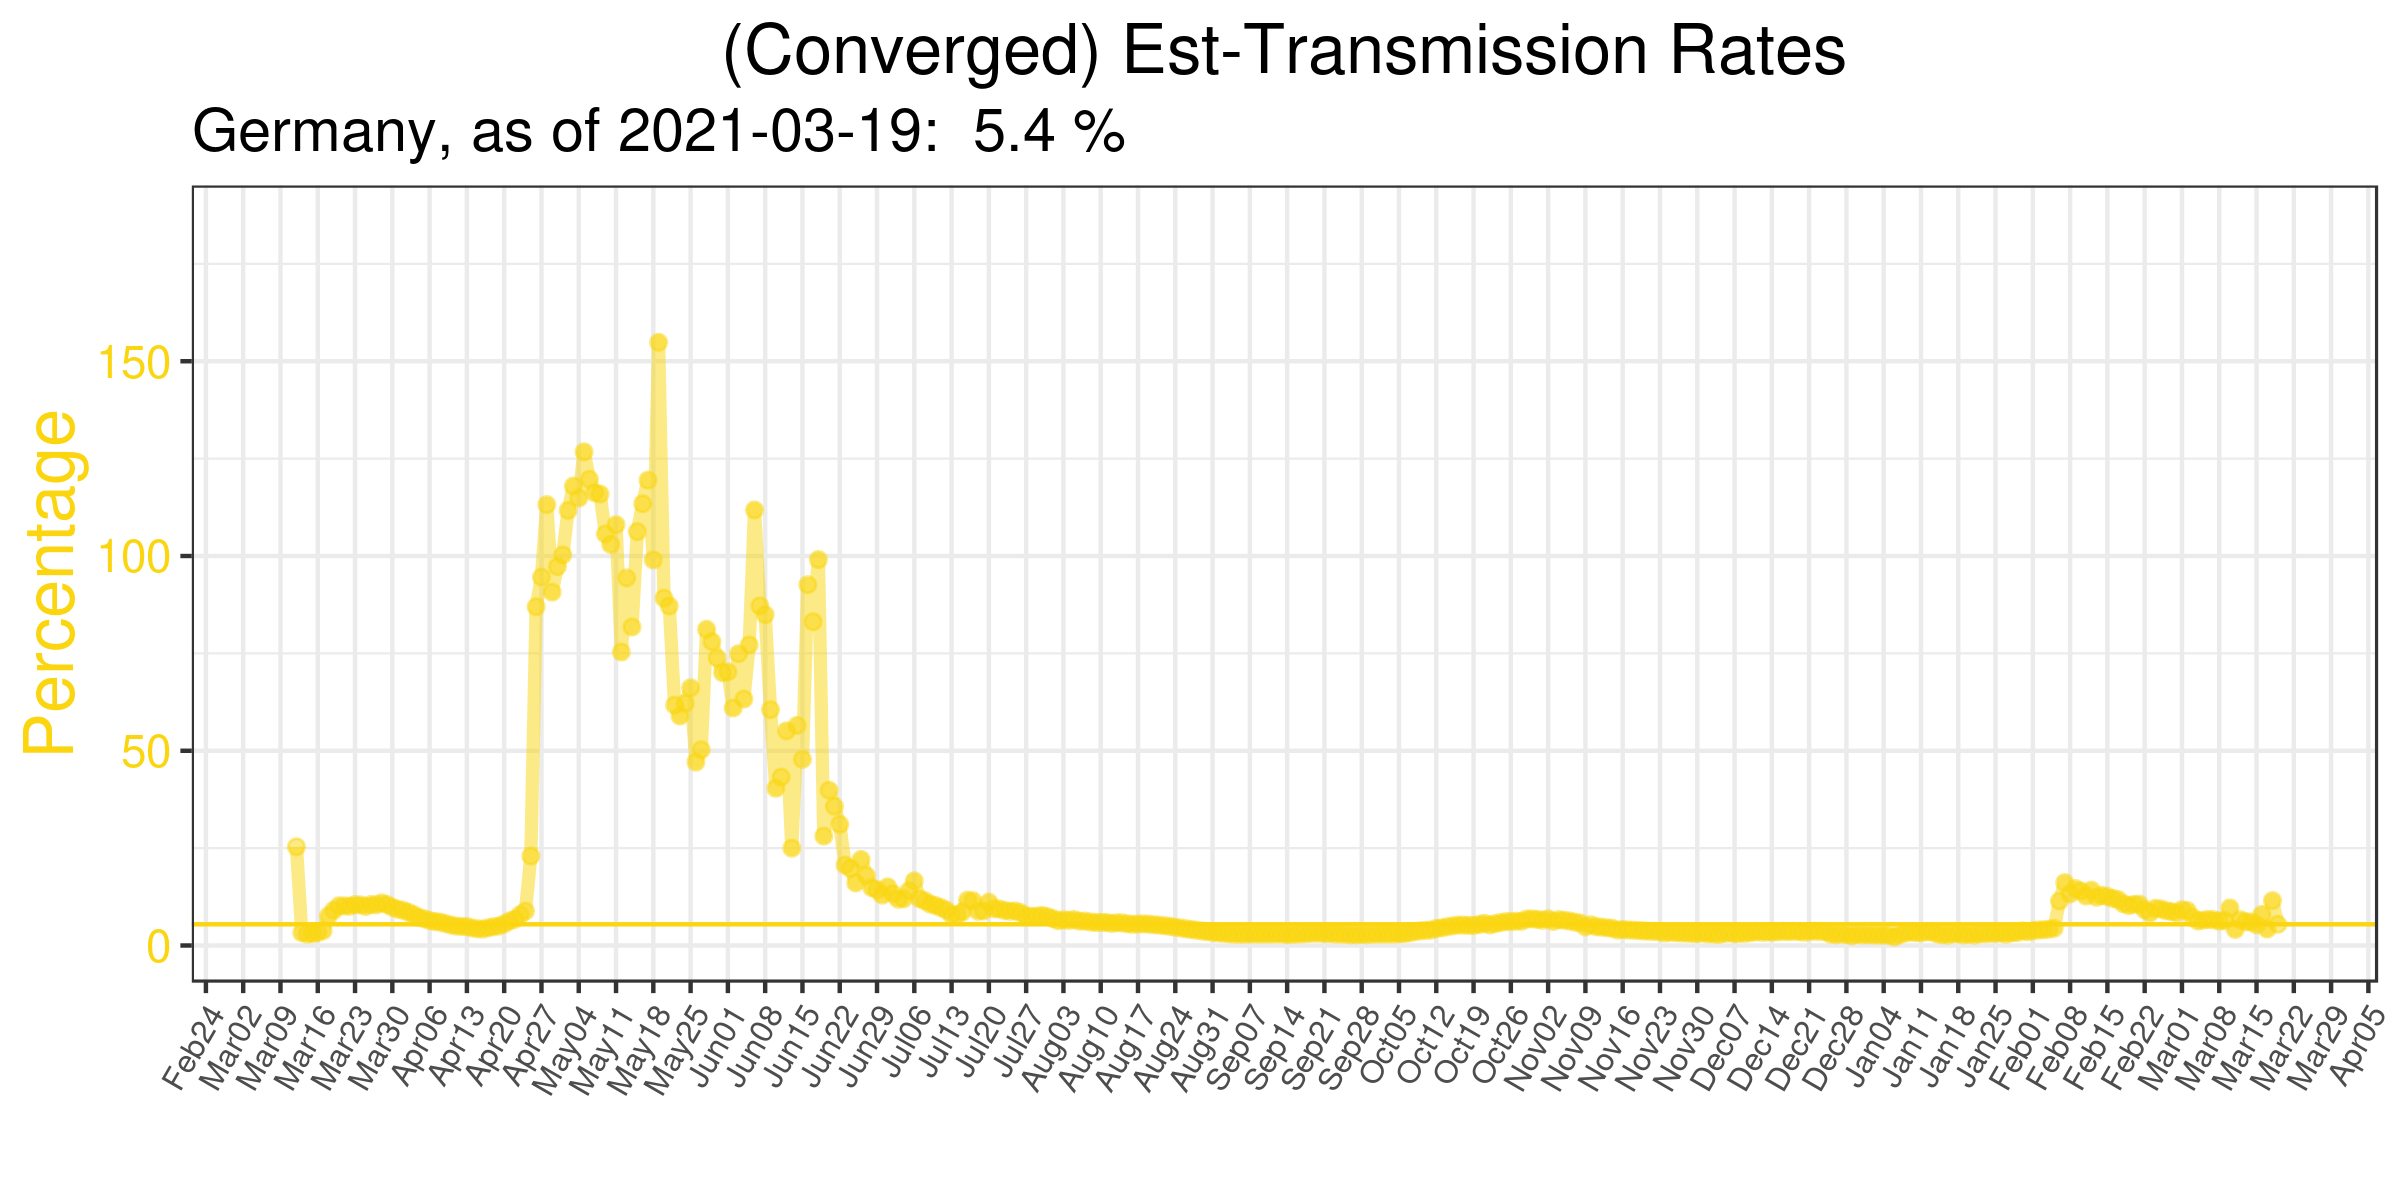 (Converged) Est-Transmission Rates
Germany, as of 2021-03-19:  5.4 %
Percentage
150
100
50
0
Feb24
Mar02
Mar09
Mar16
Mar23
Mar30
Apr06
Apr13
Apr20
Apr27
May04
May11
May18
May25
Jun01
Jun08
Jun15
Jun22
Jun29
Jul06
Jul13
Jul20
Jul27
Aug03
Aug10
Aug17
Aug24
Aug31
Sep07
Sep14
Sep21
Sep28
Oct05
Oct12
Oct19
Oct26
Nov02
Nov09
Nov16
Nov23
Nov30
Dec07
Dec14
Dec21
Dec28
Jan04
Jan11
Jan18
Jan25
Feb01
Feb08
Feb15
Feb22
Mar01
Mar08
Mar15
Mar22
Mar29
Apr05